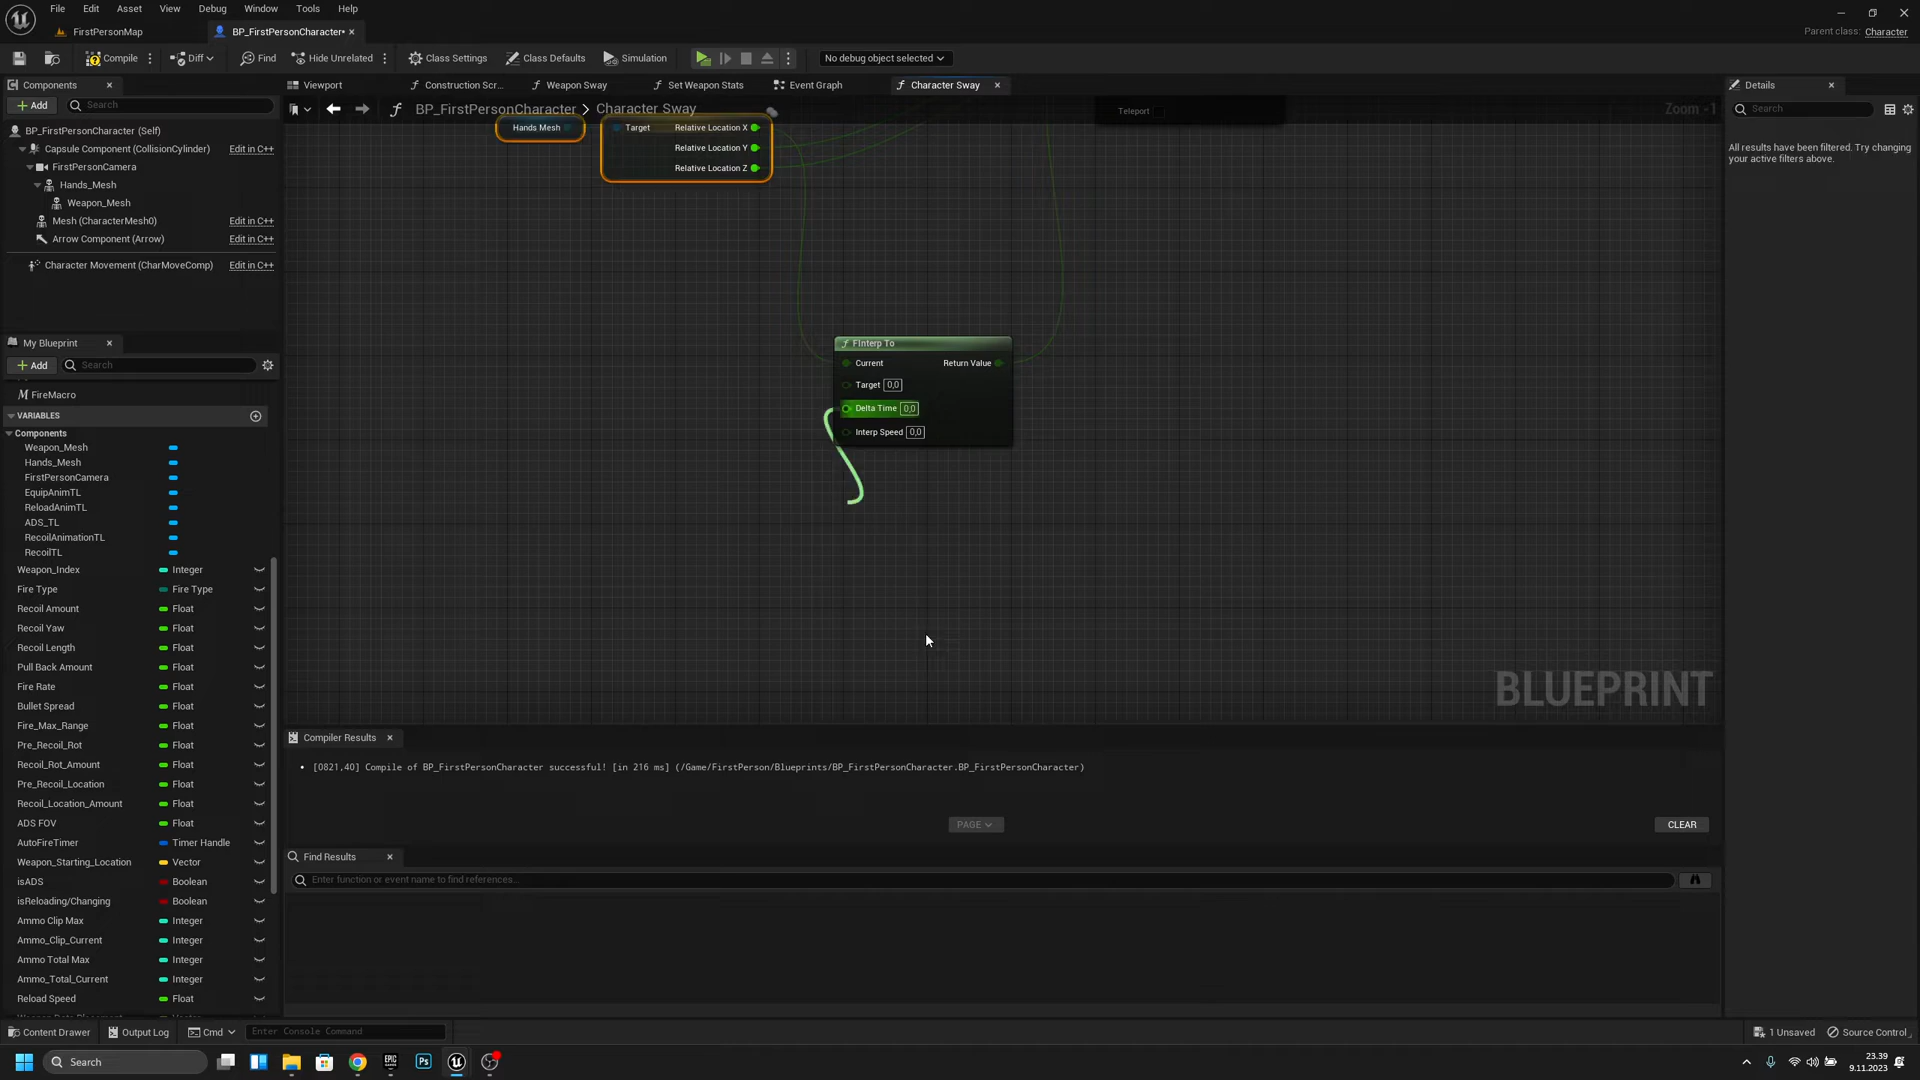 File Edit Asset View Debug Window Tools Help
FirstPersonMap
BP_FirstPersonCharacter•
Parent class: Character
Compile
Diff
Find
Hide Unrelated
Class Settings
Class Defaults
Simulation
No debug object selected
Components
Add
Search
BP_FirstPersonCharacter (Self)
Capsule Component (CollisionCylinder) Edit in C++
FirstPersonCamera
Hands_Mesh
Weapon_Mesh
Mesh (CharacterMesh0) Edit in C++
Arrow Component (Arrow) Edit in C++
Character Movement (CharMoveComp) Edit in C++
My Blueprint
Add
Search
FireMacro
VARIABLES
Components
Weapon_Mesh
Hands_Mesh
FirstPersonCamera
EquipAnimTL
ReloadAnimTL
ADS_TL
RecoilAnimationTL
RecoilTL
Weapon_Index Integer
Fire Type Fire Type
Recoil Amount Float
Recoil Yaw Float
Recoil Length Float
Pull Back Amount Float
Fire Rate Float
Bullet Spread Float
Fire_Max_Range Float
Pre_Recoil_Rot Float
Recoil_Rot_Amount Float
Pre_Recoil_Location Float
Recoil_Location_Amount Float
ADS FOV Float
AutoFireTimer Timer Handle
Weapon_Starting_Location Vector
isADS Boolean
isReloading/Changing Boolean
Ammo Clip Max Integer
Ammo_Clip_Current Integer
Ammo Total Max Integer
Ammo_Total_Current Integer
Reload Speed Float
Viewport
Construction Scr...
Weapon Sway
Set Weapon Stats
Event Graph
Character Sway
BP_FirstPersonCharacter > Character Sway
Zoom -1
Hands Mesh
Target Relative Location X
Relative Location Y
Relative Location Z
Teleport
FInterp To
Current Return Value
Target 0,0
Delta Time 0,0
Interp Speed 0,0
BLUEPRINT
Compiler Results
[0821,40] Compile of BP_FirstPersonCharacter successful! [in 216 ms] (/Game/FirstPerson/Blueprints/BP_FirstPersonCharacter.BP_FirstPersonCharacter)
PAGE
CLEAR
Find Results
Enter function or event name to find references...
Details
Search
All results have been filtered. Try changing
your active filters above.
Content Drawer
Output Log
Cmd
Enter Console Command
1 Unsaved
Source Control
Search
EPIC
Ps
23.39
9.11.2023